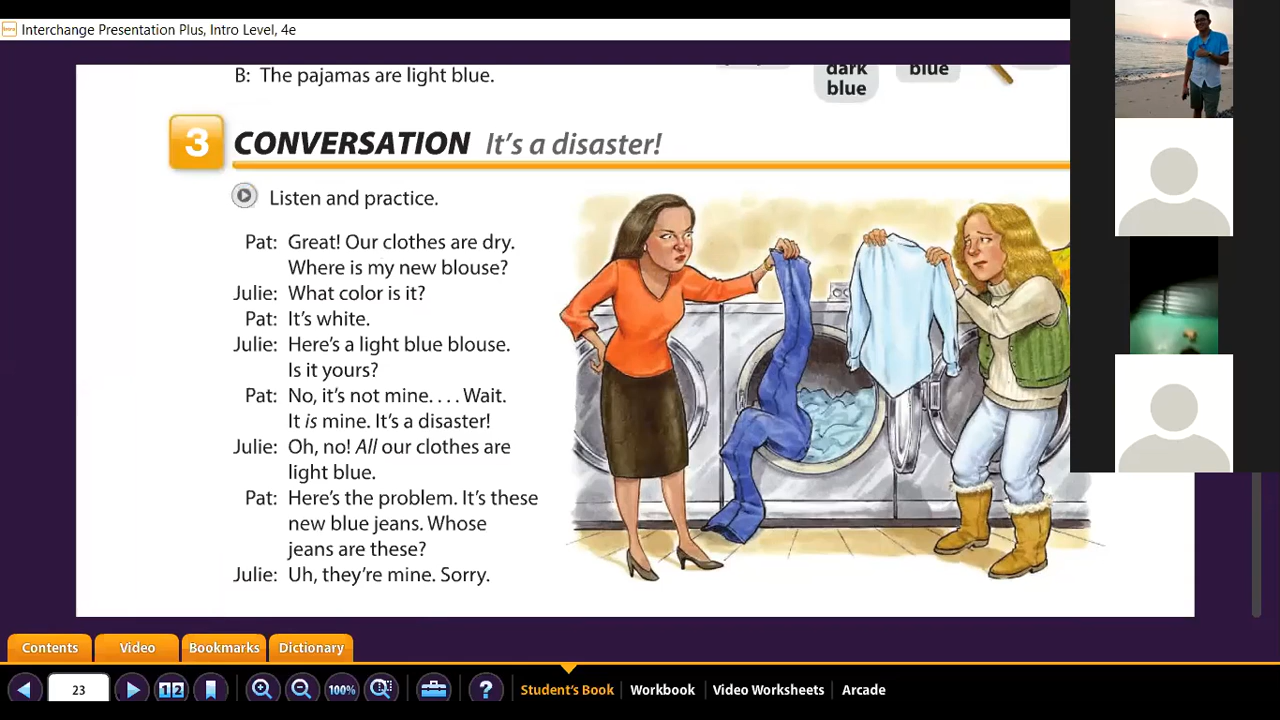 Interchange Presentation Plus, Intro Level, 4e
B: The pajamas are light blue.
dark
blue
blue
3 CONVERSATION It's a disaster!
Listen and practice.
Pat: Great! Our clothes are dry.
Where is my new blouse?
Julie: What color is it?
Pat: It's white.
Julie: Here's a light blue blouse.
Is it yours?
Pat: No, it's not mine. . . . Wait.
It is mine. It's a disaster!
Julie: Oh, no! All our clothes are
light blue.
Pat: Here's the problem. It's these
new blue jeans. Whose
jeans are these?
Julie: Uh, they're mine. Sorry.
Contents Video Bookmarks Dictionary
23 1 2 100% ? Student's Book Workbook Video Worksheets Arcade